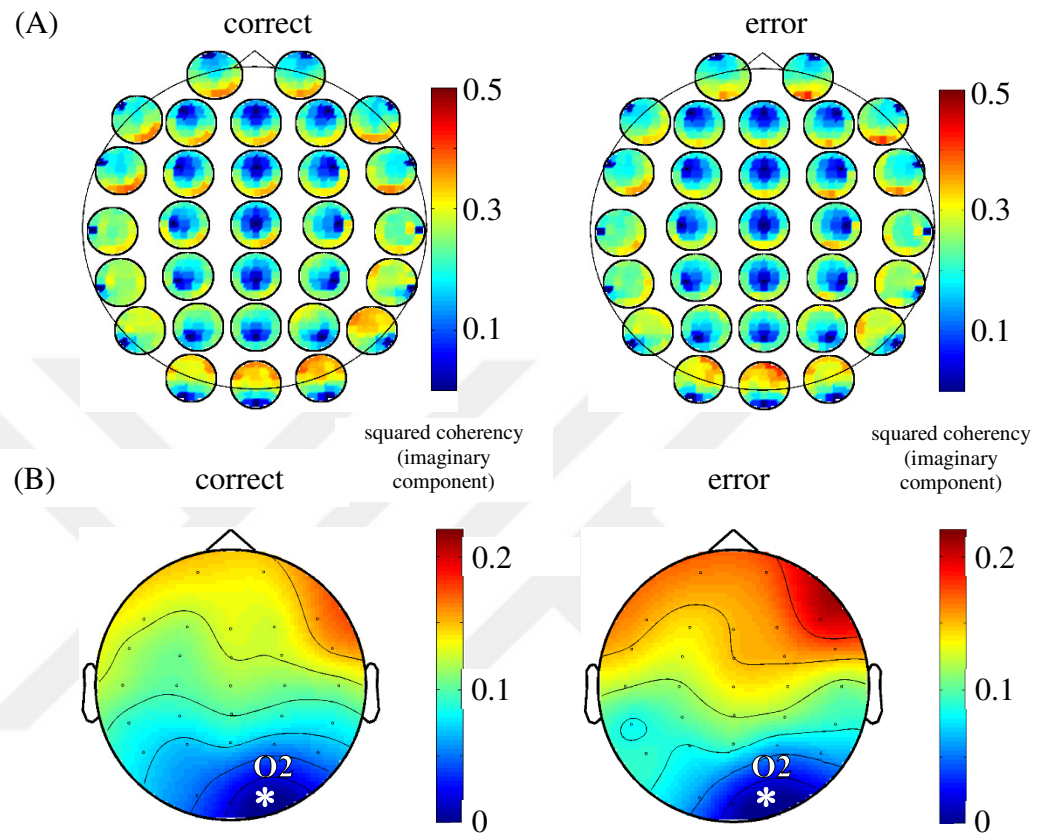 (A)
correct
error
0.5
0.3
0.1
0.5
0.3
0.1
squared coherency
(imaginary
component)
squared coherency
(imaginary
component)
(B)
correct
error
0.2
0.1
0
0.2
0.1
0
O2
*
O2
*